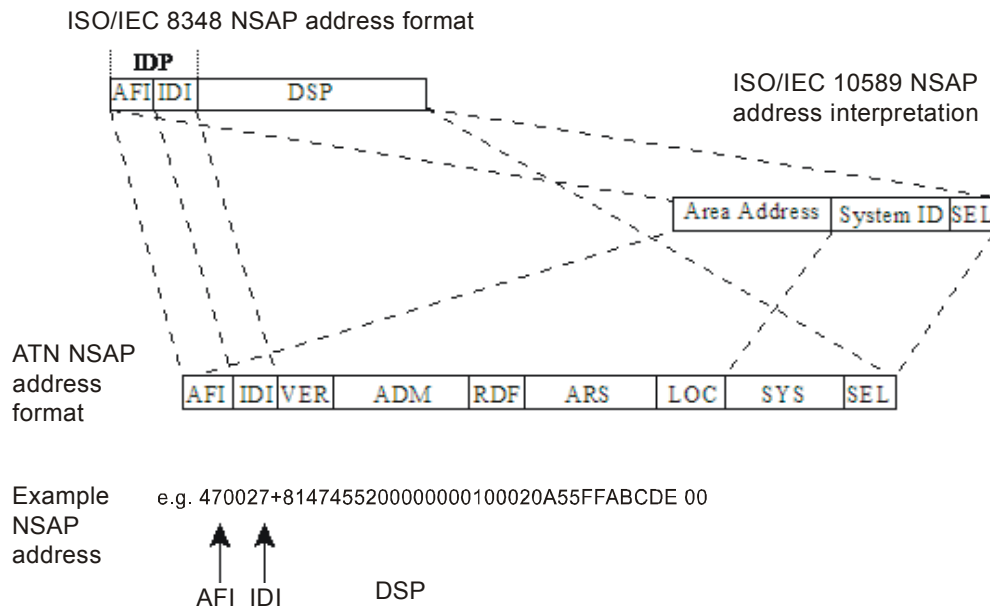 ISO/IEC 8348 NSAP address format
IDP
AFI IDI DSP
ISO/IEC 10589 NSAP
address interpretation
Area Address System ID SEL
ATN NSAP
address
format
AFI IDI VER ADM RDF ARS LOC SYS SEL
Example
NSAP
address
e.g. 470027+8147455200000000100020A55FFABCDE 00
AFI IDI DSP